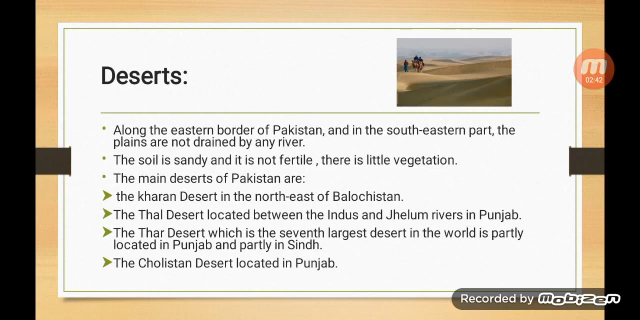 Deserts:
02:42
• Along the eastern border of Pakistan, and in the south-eastern part, the
plains are not drained by any river.
• The soil is sandy and it is not fertile , there is little vegetation.
• The main deserts of Pakistan are:
➤ the kharan Desert in the north-east of Balochistan.
➤The Thal Desert located between the Indus and Jhelum rivers in Punjab.
➤The Thar Desert which is the seventh largest desert in the world is partly
located in Punjab and partly in Sindh.
➤The Cholistan Desert located in Punjab.
Recorded by Mobizen